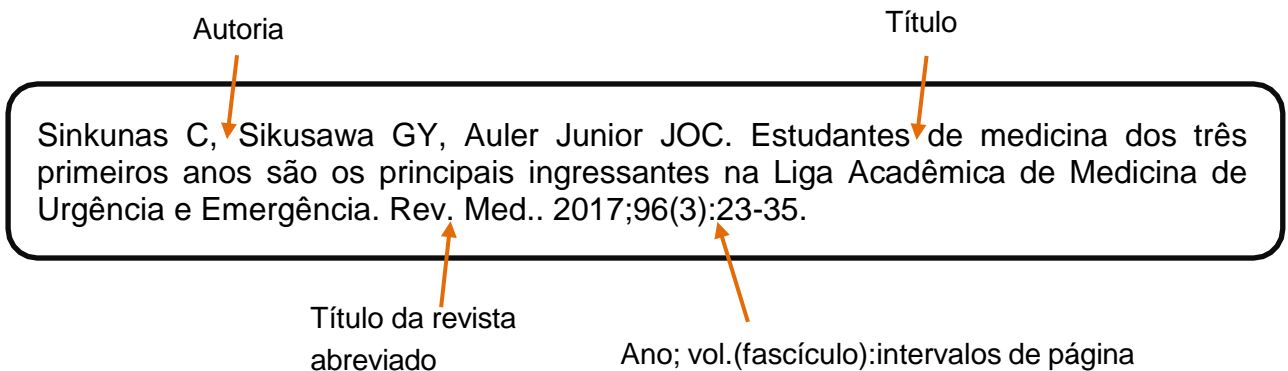 Autoria
Título
Sinkunas C, Sikusawa GY, Auler Junior JOC. Estudantes de medicina dos três
primeiros anos são os principais ingressantes na Liga Acadêmica de Medicina de
Urgência e Emergência. Rev. Med.. 2017;96(3):23-35.
Título da revista
abreviado
Ano; vol.(fascículo):intervalos de página